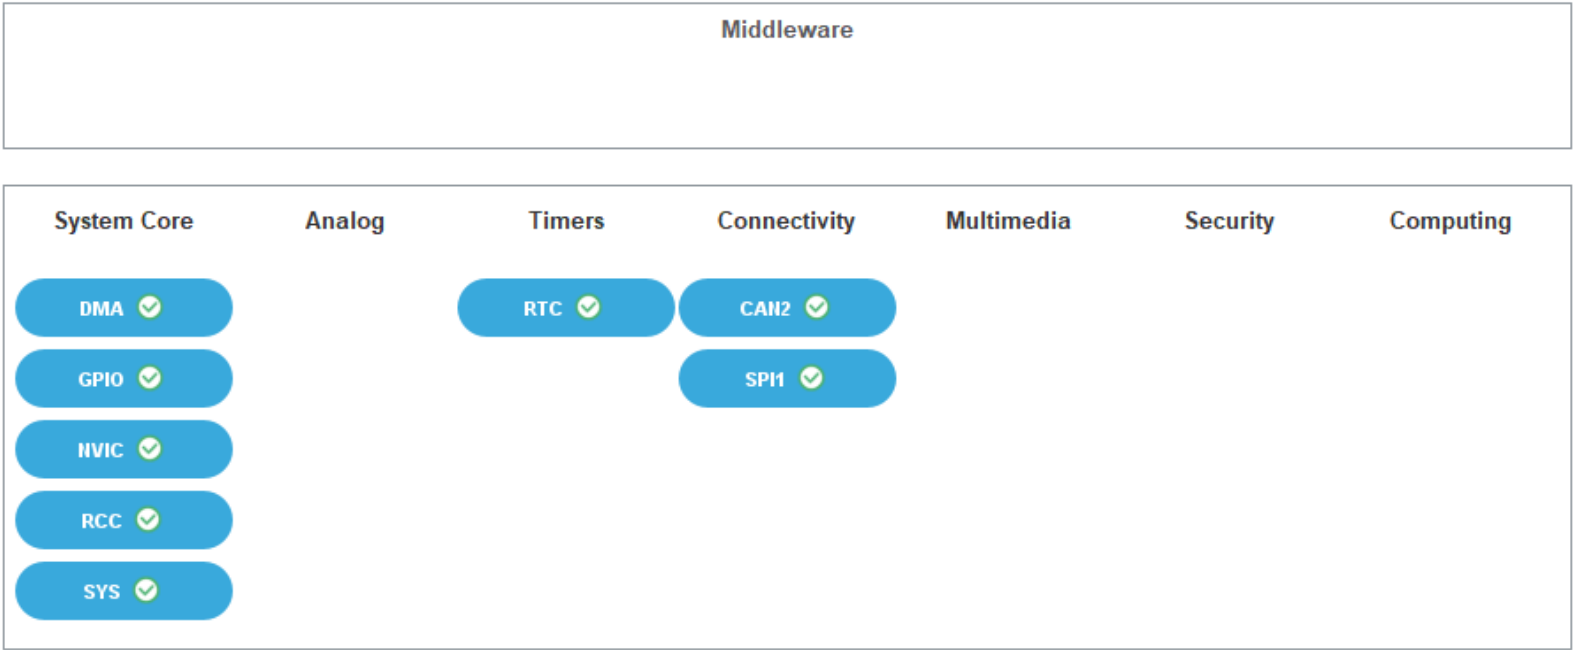 Middleware
System Core Analog Timers Connectivity Multimedia Security Computing
DMA RTC CAN2
GPIO SPI1
NVIC
RCC
SYS